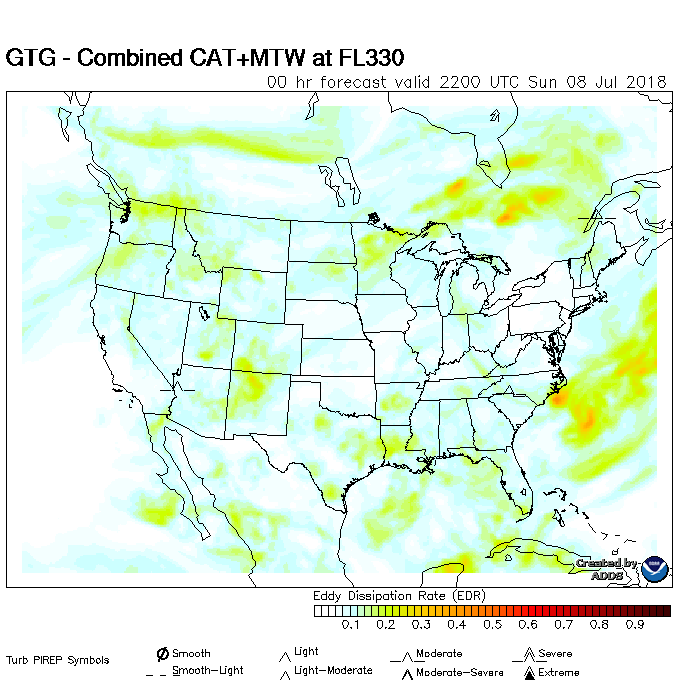 GTG - Combined CAT+MTW at FL330
00 hr forecast valid 2200 UTC Sun 08 Jul 2018
Created by
ADDS
Eddy Dissipation Rate (EDR)
0.1 0.2 0.3 0.4 0.5 0.6 0.7 0.8 0.9
Turb PIREP Symbols
Smooth Light Moderate Severe
Smooth-Light Light-Moderate Moderate-Severe Extreme